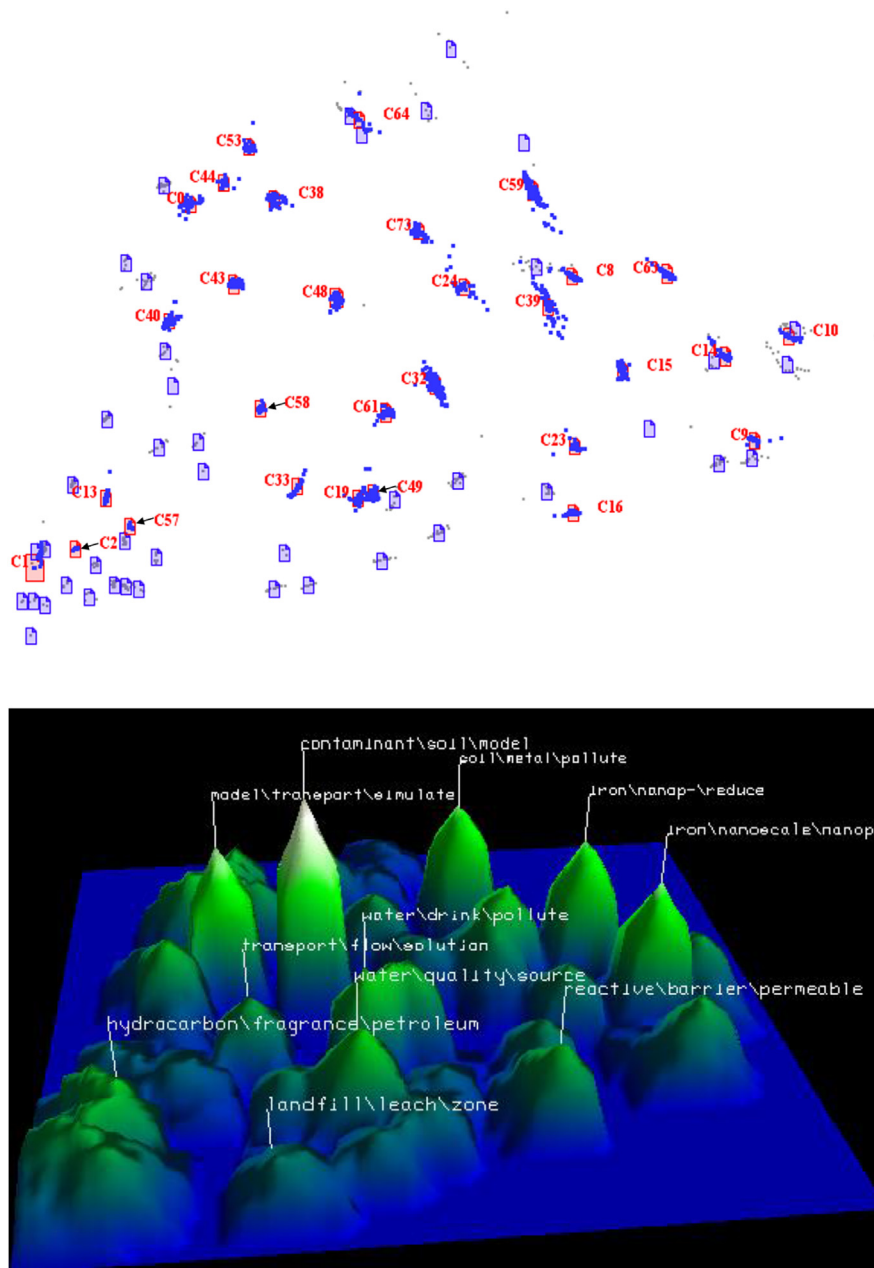 C64
C53
C44
C0
C38
C59
C73
C8
C65
C43
C24
C48
C39
C40
C10
C14
C15
C32
C58
C61
C23
C9
C33
C13
C19
C49
C16
C57
C2
C1
contaminant\soil\model
soil\metal\pollute
model\transport\simulate
iron\nanop-\reduce
iron\nanoscale\nanop
water\drink\pollute
transport\flow\solution
water\quality\source
reactive\barrier\permeable
hydracarbon\fragrance\petroleum
landfill\leach\zone